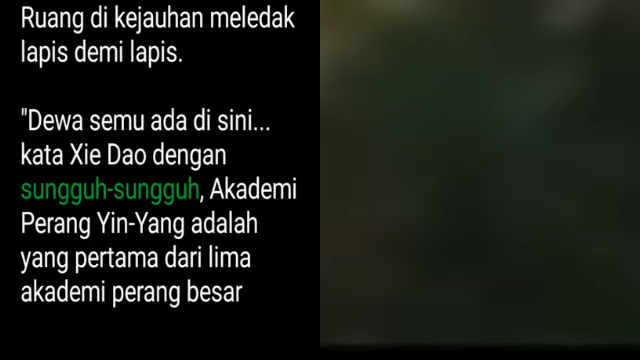 Ruang di kejauhan meledak
lapis demi lapis.
"Dewa semu ada di sini...
kata Xie Dao dengan
sungguh-sungguh, Akademi
Perang Yin-Yang adalah
yang pertama dari lima
akademi perang besar